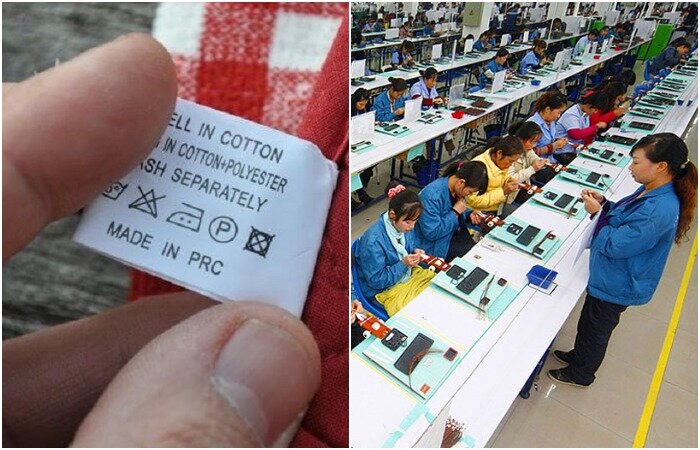 ELL IN COTTON
IN COTTON+POLYESTER
ASH SEPARATELY
P
MADE IN PRC